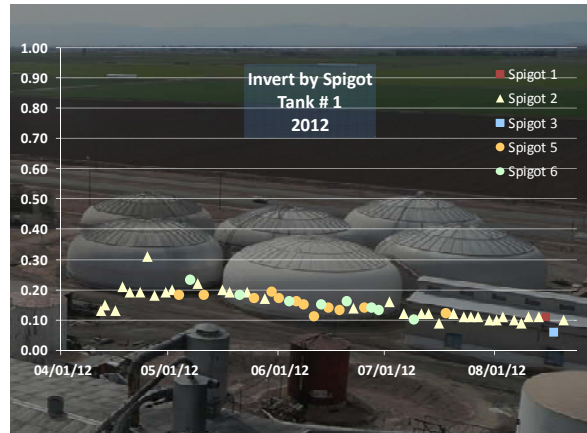 Invert by Spigot
Tank # 1
2012
Spigot 1
Spigot 2
Spigot 3
Spigot 5
Spigot 6
1.00
0.90
0.80
0.70
0.60
0.50
0.40
0.30
0.20
0.10
0.00
04/01/12 05/01/12 06/01/12 07/01/12 08/01/12